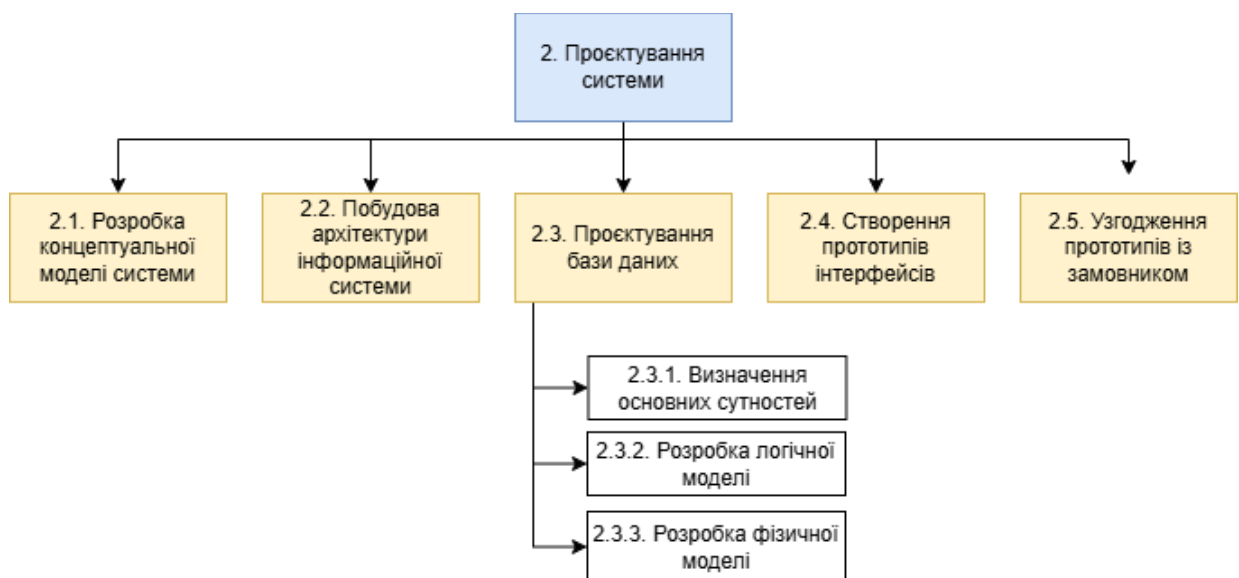 2. Проєктування
системи
2.1. Розробка
концептуальної
моделі системи
2.2. Побудова
архітектури
інформаційної
системи
2.3. Проєктування
бази даних
2.4. Створення
прототипів
інтерфейсів
2.5. Узгодження
прототипів із
замовником
2.3.1. Визначення
основних сутностей
2.3.2. Розробка логічної
моделі
2.3.3. Розробка фізичної
моделі